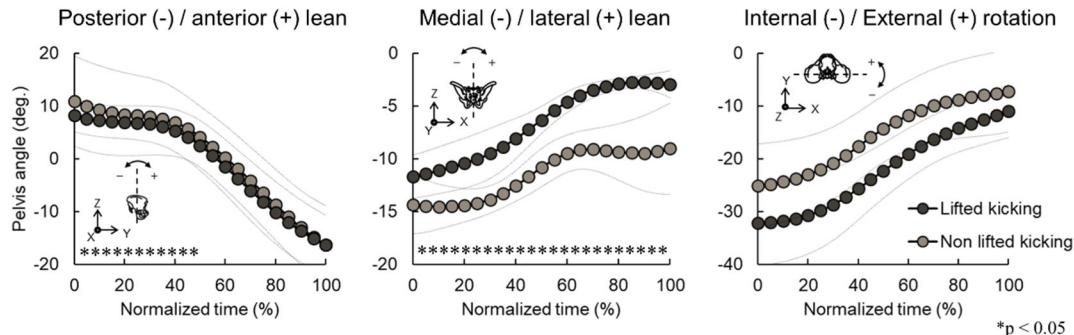 Posterior (-) / anterior (+) lean
Medial (-) / lateral (+) lean
Internal (-) / External (+) rotation
Pelvis angle (deg.)
20
10
0
-10
-20
− +
Z
X Y
***********
0 20 40 60 80 100
Normalized time (%)
-0
-5
-10
-15
-20
− +
Z
Y X
***********************
0 20 40 60 80 100
Normalized time (%)
0
-10
-20
-30
-40
+
−
Y
Z X
Lifted kicking
Non lifted kicking
0 20 40 60 80 100
Normalized time (%)
*p < 0.05